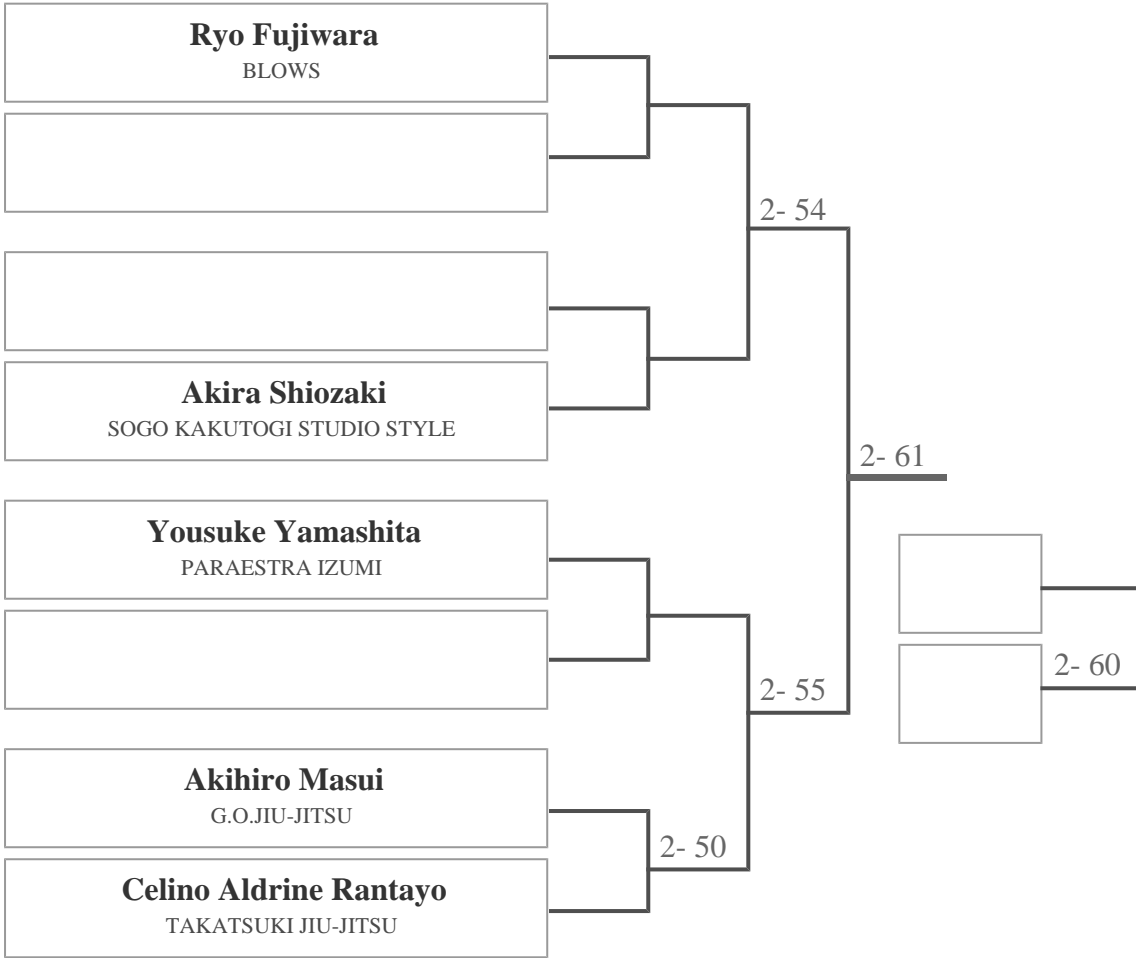 Ryo Fujiwara
BLOWS
2- 54
Akira Shiozaki
SOGO KAKUTOGI STUDIO STYLE
2- 61
Yousuke Yamashita
PARAESTRA IZUMI
2- 60
2- 55
Akihiro Masui
G.O.JIU-JITSU
2- 50
Celino Aldrine Rantayo
TAKATSUKI JIU-JITSU